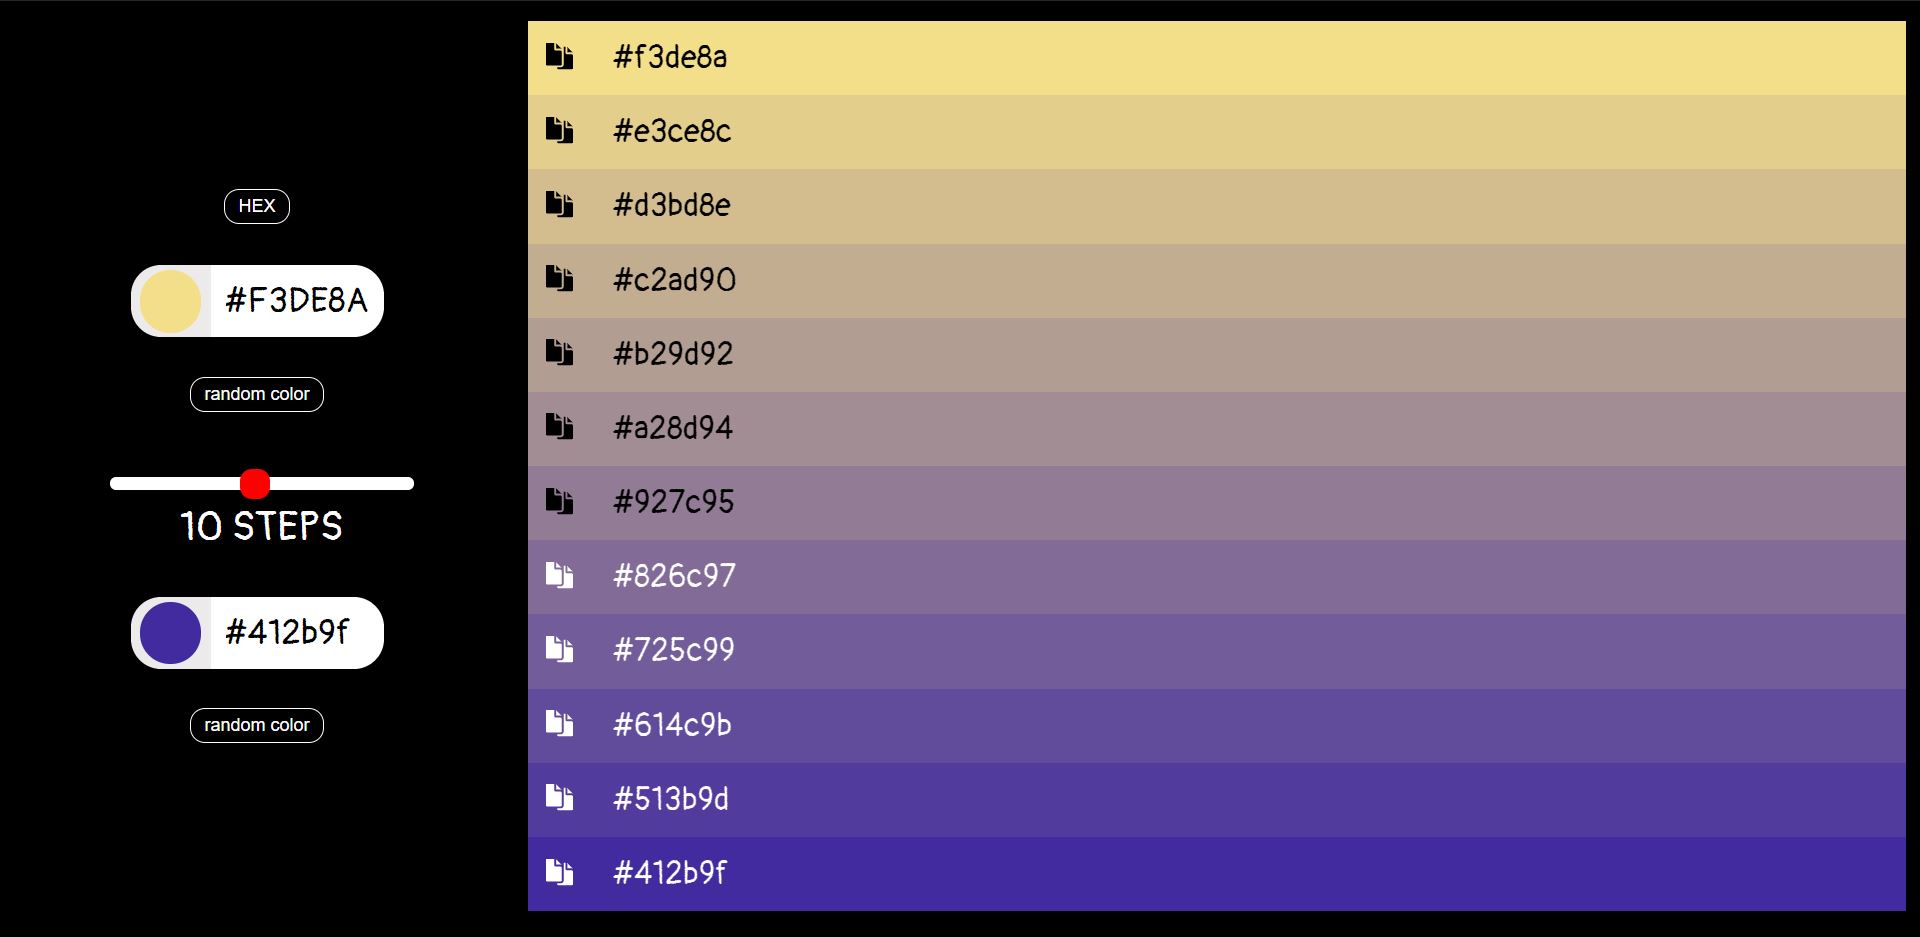 HEX
#F3DE8A
random color
10 STEPS
#412b9f
random color
#f3de8a
#e3ce8c
#d3bd8e
#c2ad90
#b29d92
#a28d94
#927c95
#826c97
#725c99
#614c9b
#513b9d
#412b9f